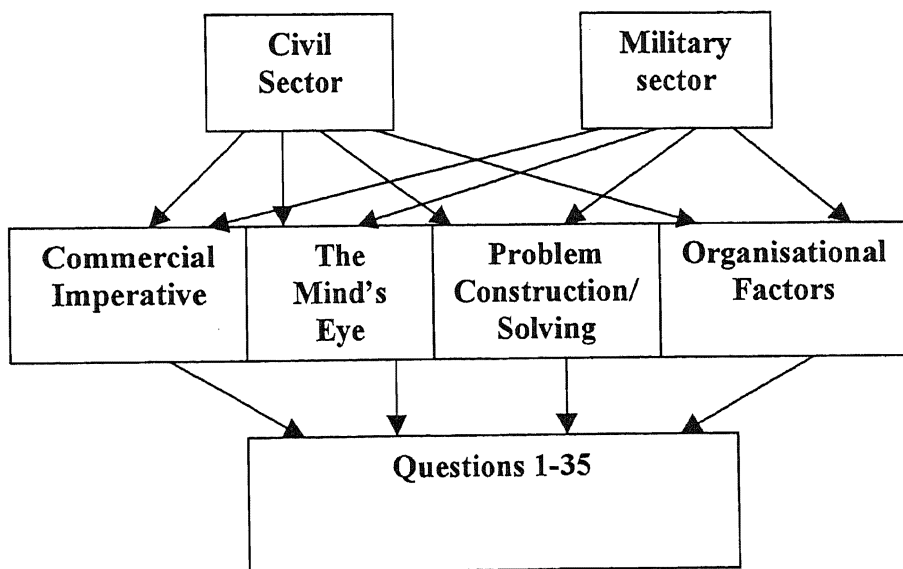 Civil
Sector
Military
sector
Commercial
Imperative
The
Mind's
Eye
Problem
Construction/
Solving
Organisational
Factors
Questions 1-35